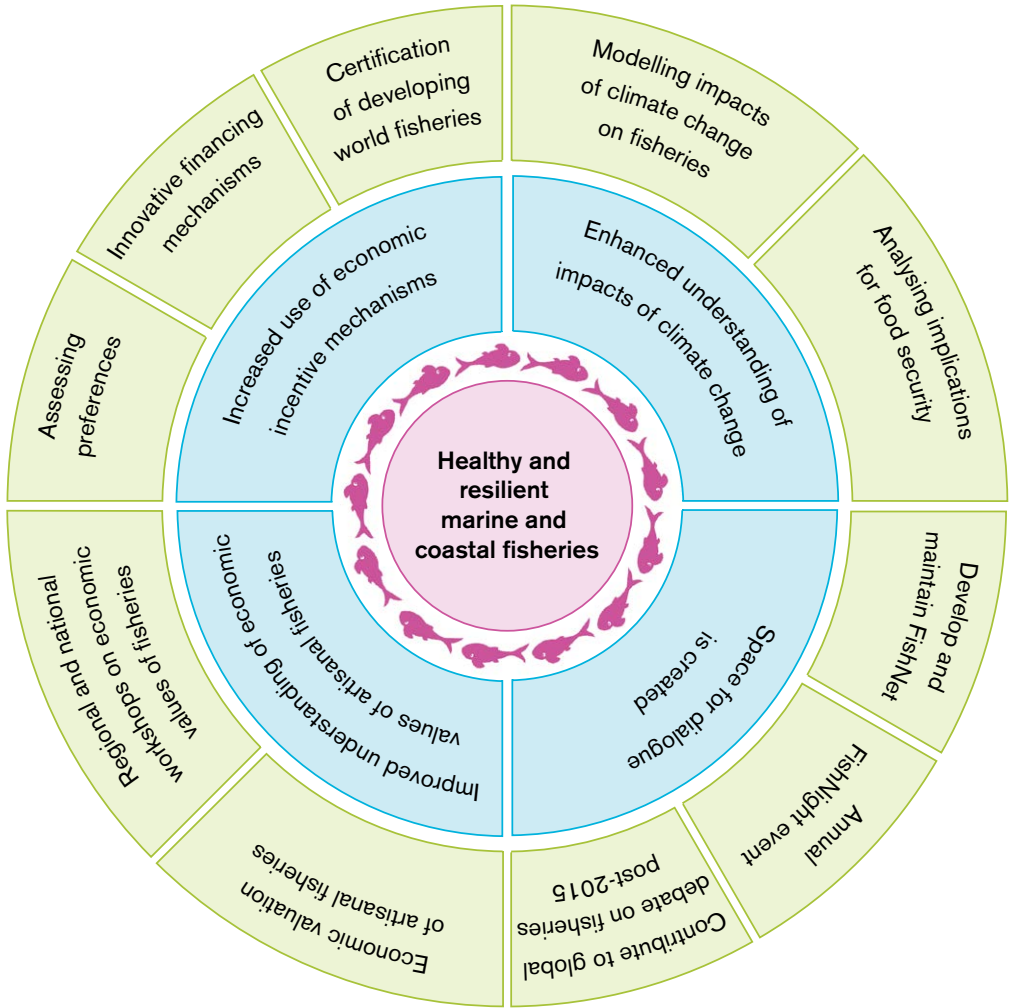 Healthy and
resilient
marine and
coastal fisheries
Increased use of economic
incentive mechanisms
Enhanced understanding of
impacts of climate change
Space for dialogue
is created
Improved understanding of economic
values of artisanal fisheries
Assessing
preferences
Innovative financing
mechanisms
Certification
of developing
world fisheries
Modelling impacts
of climate change
on fisheries
Analysing implications
for food security
Develop and
maintain FishNet
Annual
FishNight event
Contribute to global
debate on fisheries
post-2015
Economic valuation
of artisanal fisheries
Regional and national
workshops on economic
values of fisheries